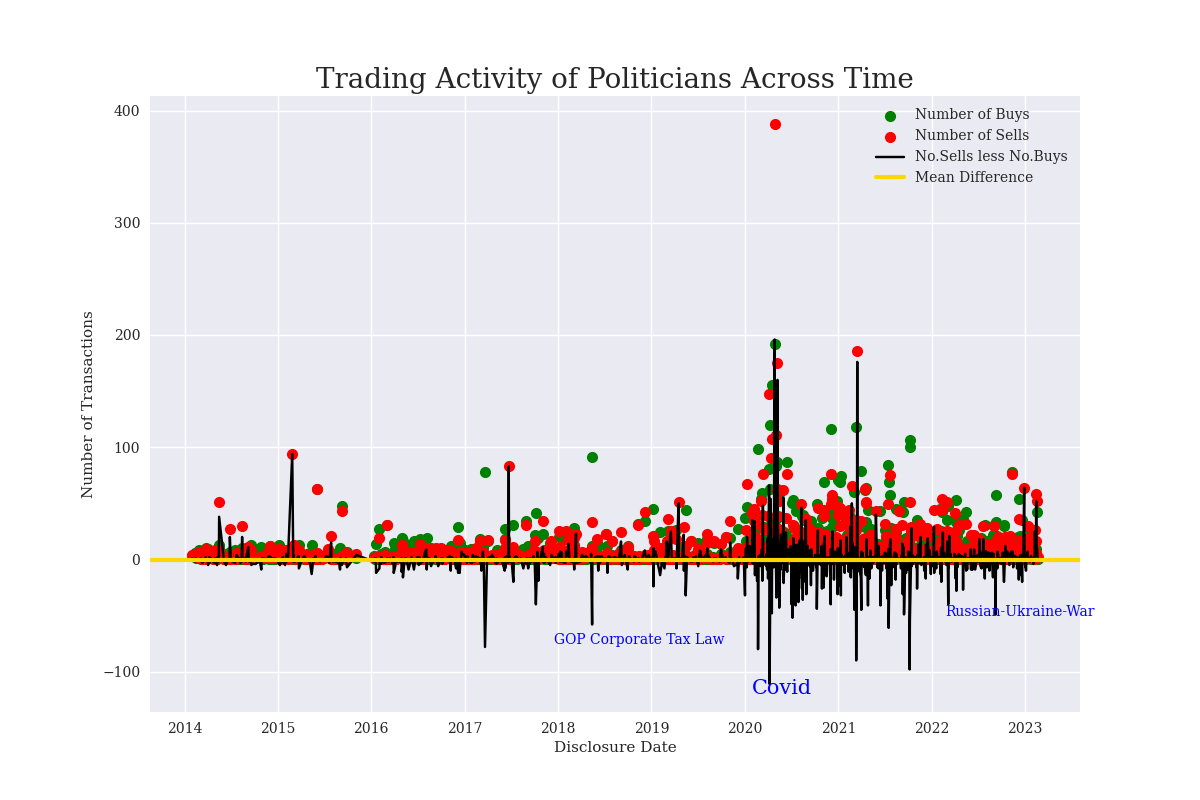 Trading Activity of Politicians Across Time
Number of Buys
Number of Sells
No.Sells less No.Buys
Mean Difference
400
300
200
100
0
−100
Number of Transactions
Russian-Ukraine-War
GOP Corporate Tax Law
Covid
2014 2015 2016 2017 2018 2019 2020 2021 2022 2023
Disclosure Date